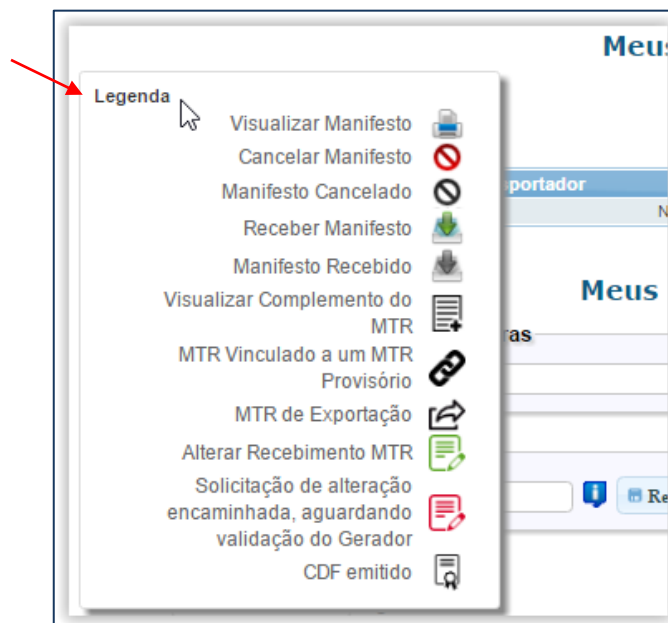 Meus
Legenda
Visualizar Manifesto
Cancelar Manifesto
Manifesto Cancelado
sportador
Receber Manifesto
N
Manifesto Recebido
Meus
Visualizar Complemento do
MTR
ras
MTR Vinculado a um MTR
Provisório
MTR de Exportação
Alterar Recebimento MTR
Solicitação de alteração
encaminhada, aguardando
validação do Gerador
Re
CDF emitido